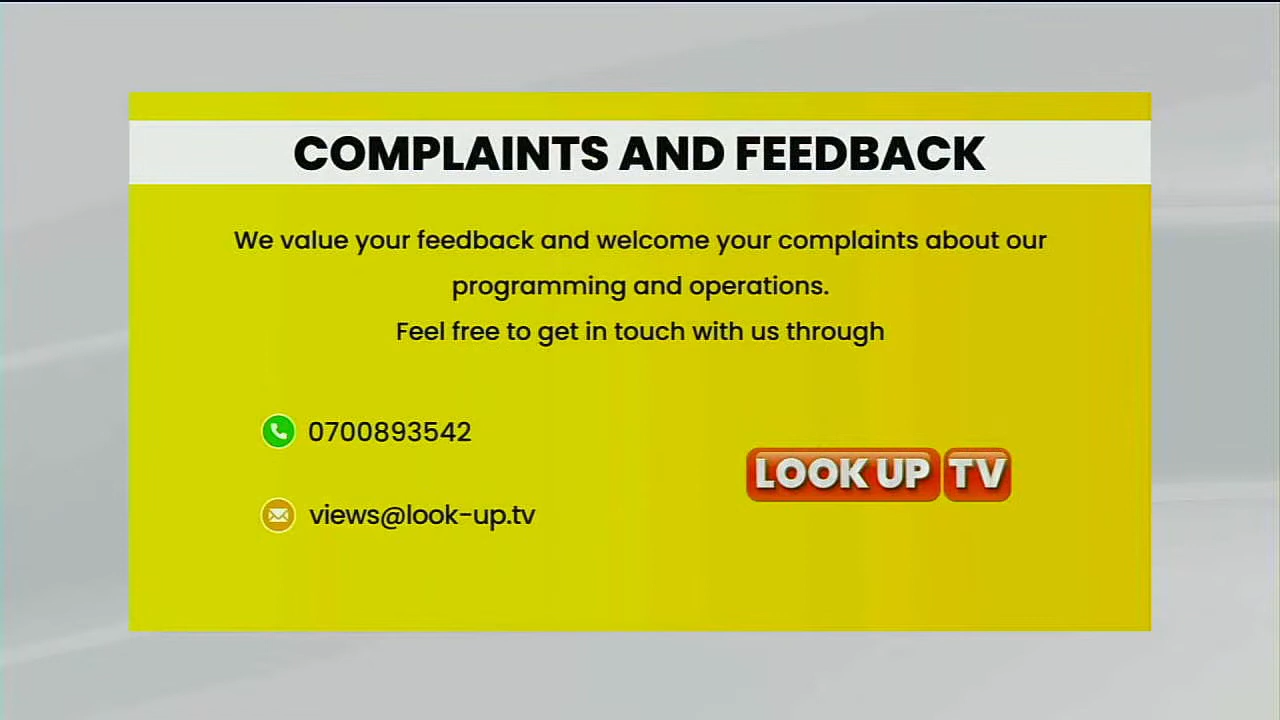 COMPLAINTS AND FEEDBACK
We value your feedback and welcome your complaints about our
programming and operations.
Feel free to get in touch with us through
0700893542
LOOK UP TV
views@look-up.tv